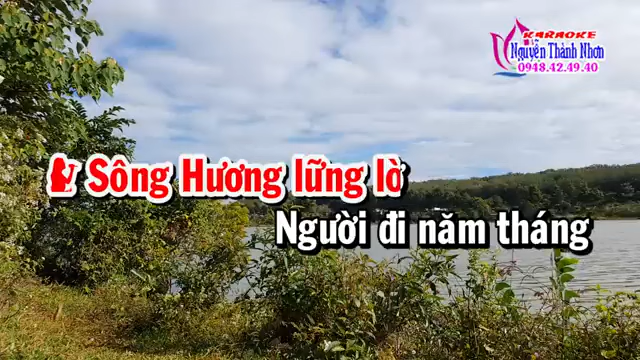 KARAOKE
Nguyễn Thành Nhơn
0948.42.49.40
Sông Hương lững lờ
Người đi năm tháng